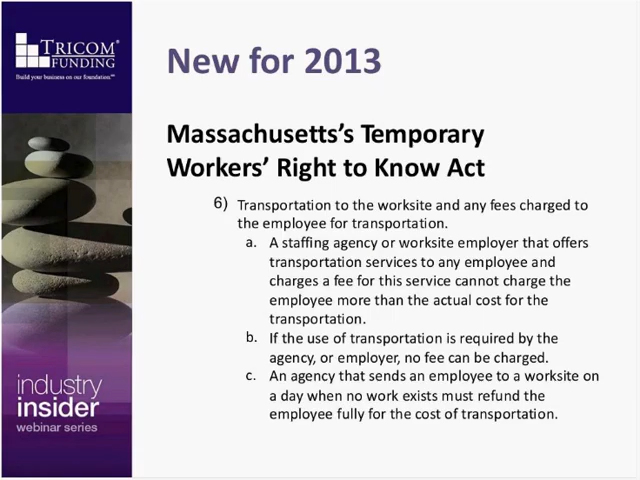 TRICOM®
FUNDING
Build your business on our foundation.℠
New for 2013
Massachusetts's Temporary
Workers' Right to Know Act
6) Transportation to the worksite and any fees charged to
the employee for transportation.
a. A staffing agency or worksite employer that offers
transportation services to any employee and
charges a fee for this service cannot charge the
employee more than the actual cost for the
transportation.
b. If the use of transportation is required by the
agency, or employer, no fee can be charged.
c. An agency that sends an employee to a worksite on
a day when no work exists must refund the
employee fully for the cost of transportation.
industry
insider
webinar series